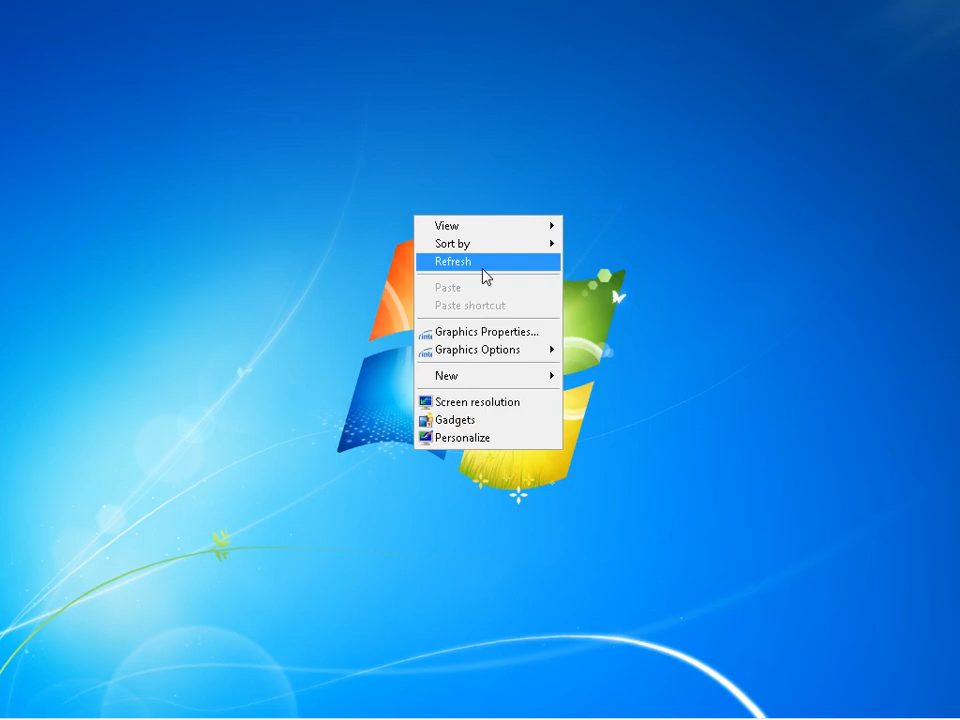 View
Sort by
Refresh
Paste
Paste shortcut
Graphics Properties...
Graphics Options
New
Screen resolution
Gadgets
Personalize